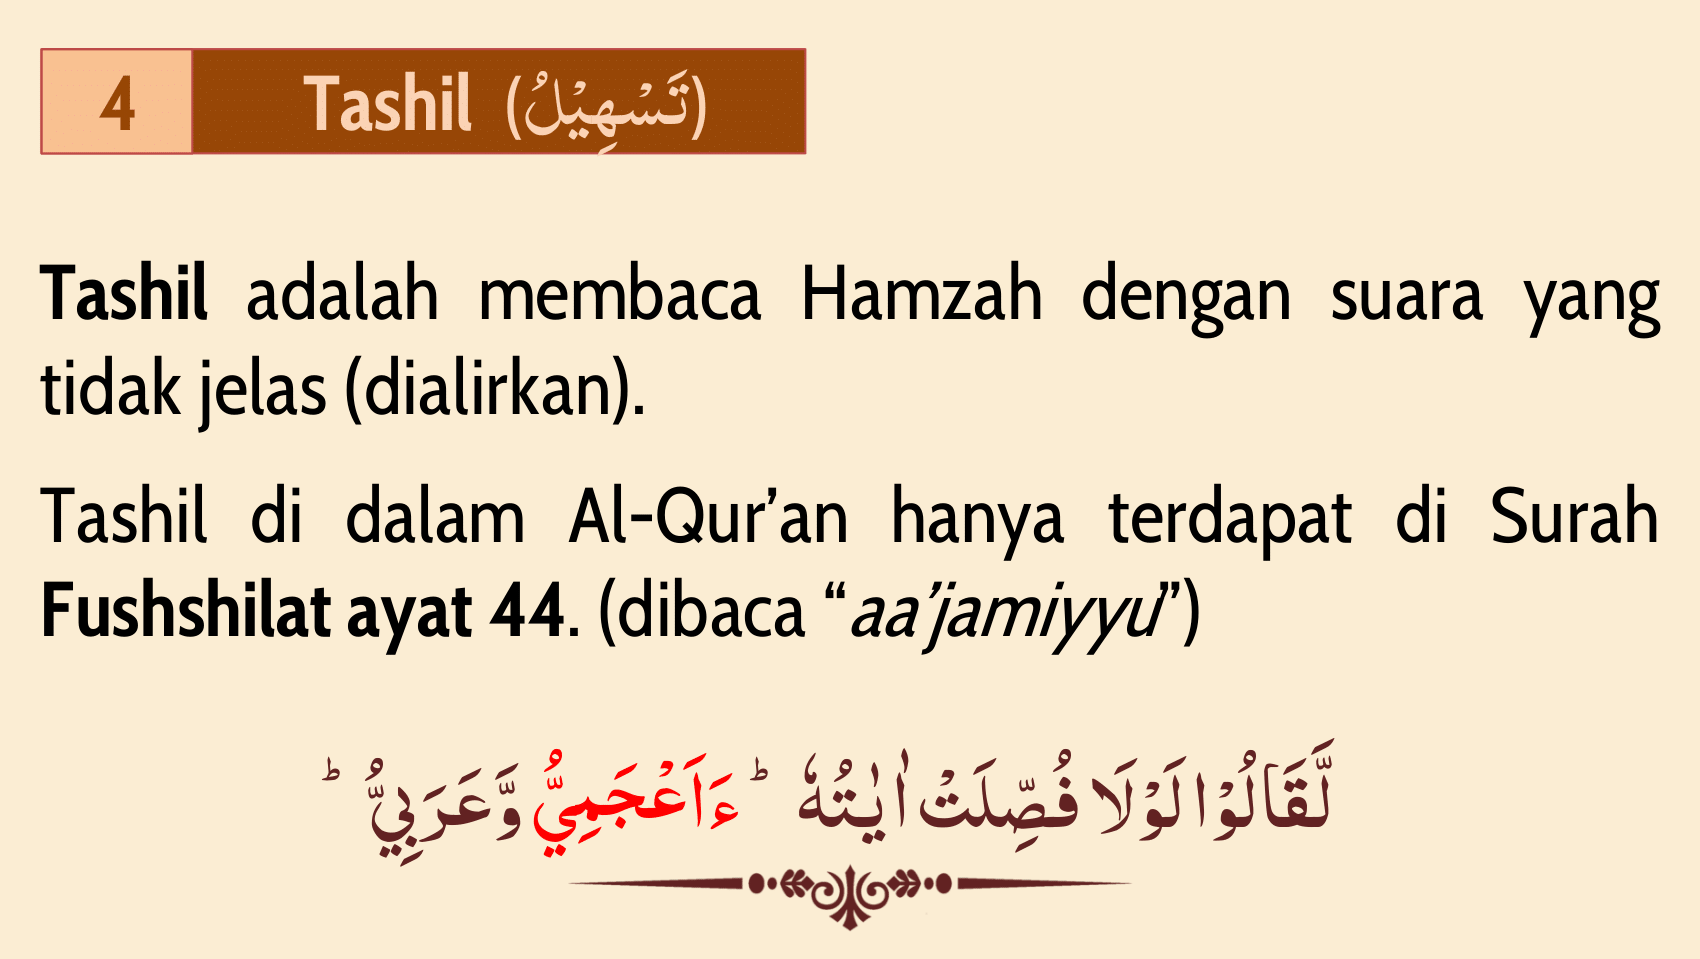 4 Tashil (تَسْهِيْلُ)
Tashil adalah membaca Hamzah dengan suara yang
tidak jelas (dialirkan).
Tashil di dalam Al-Qur’an hanya terdapat di Surah
Fushshilat ayat 44. (dibaca “aa’jamiyyu”)
لَّقَالُوْا لَوْلَا فُصِّلَتْ اٰيٰتُهٗ ؕ ءَاَعْجَمِيٌّ وَّعَرَبِيٌّ ؕ